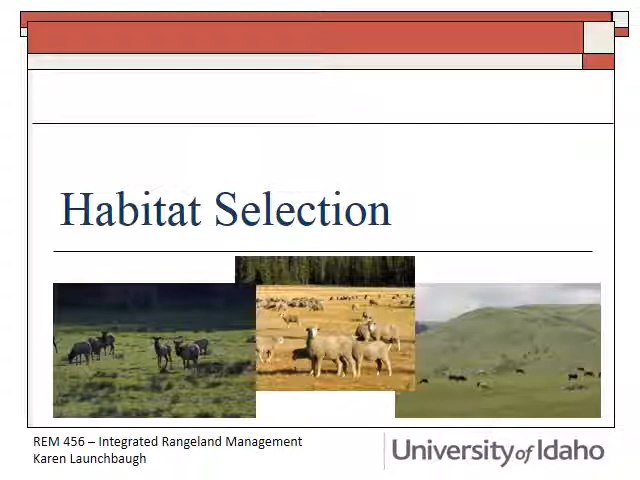 Habitat Selection
REM 456 – Integrated Rangeland Management
Karen Launchbaugh
University of Idaho